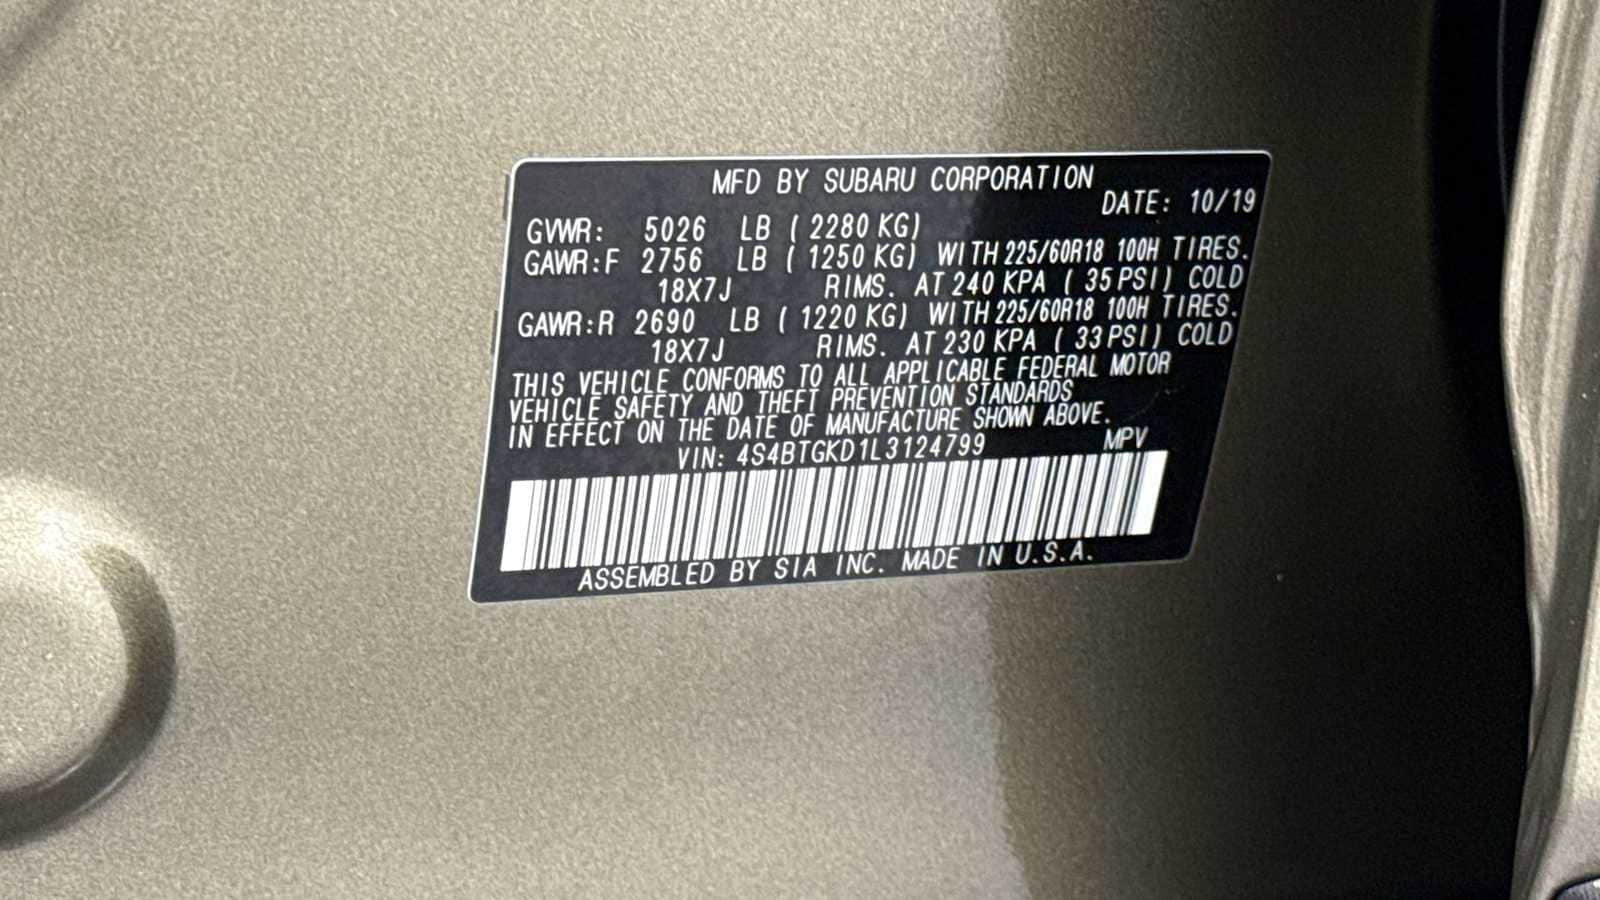 MFD BY SUBARU CORPORATION
DATE: 10/19
GVWR: 5026 LB ( 2280 KG)
GAWR:F 2756 LB ( 1250 KG) WITH 225/60R18 100H TIRES.
18X7J RIMS. AT 240 KPA ( 35 PSI) COLD
GAWR:R 2690 LB ( 1220 KG) WITH 225/60R18 100H TIRES.
18X7J RIMS. AT 230 KPA ( 33 PSI) COLD
THIS VEHICLE CONFORMS TO ALL APPLICABLE FEDERAL MOTOR
VEHICLE SAFETY AND THEFT PREVENTION STANDARDS
IN EFFECT ON THE DATE OF MANUFACTURE SHOWN ABOVE.
VIN: 4S4BTGKD1L3124799 MPV
ASSEMBLED BY SIA INC. MADE IN U.S.A.